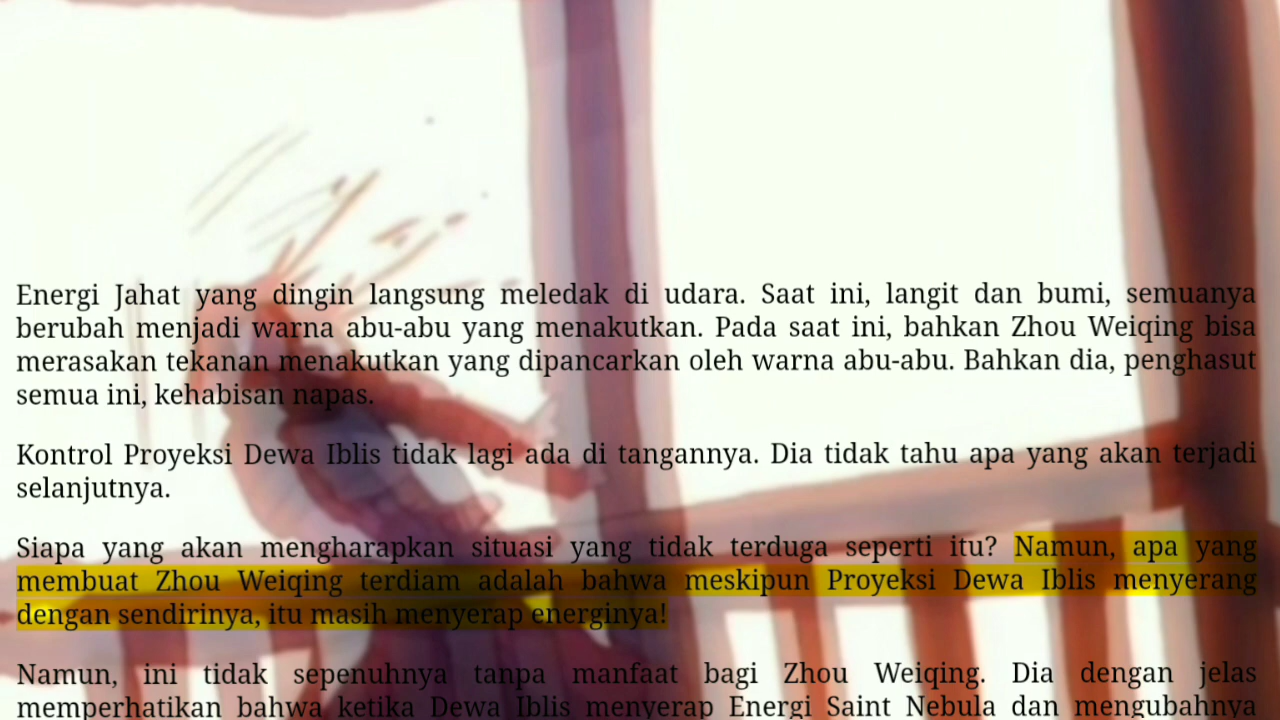 Energi Jahat yang dingin langsung meledak di udara. Saat ini, langit dan bumi, semuanya
berubah menjadi warna abu-abu yang menakutkan. Pada saat ini, bahkan Zhou Weiqing bisa
merasakan tekanan menakutkan yang dipancarkan oleh warna abu-abu. Bahkan dia, penghasut
semua ini, kehabisan napas.
Kontrol Proyeksi Dewa Iblis tidak lagi ada di tangannya. Dia tidak tahu apa yang akan terjadi
selanjutnya.
Siapa yang akan mengharapkan situasi yang tidak terduga seperti itu? Namun, apa yang
membuat Zhou Weiqing terdiam adalah bahwa meskipun Proyeksi Dewa Iblis menyerang
dengan sendirinya, itu masih menyerap energinya!
Namun, ini tidak sepenuhnya tanpa manfaat bagi Zhou Weiqing. Dia dengan jelas
memperhatikan bahwa ketika Dewa Iblis menyerap Energi Saint Nebula dan mengubahnya